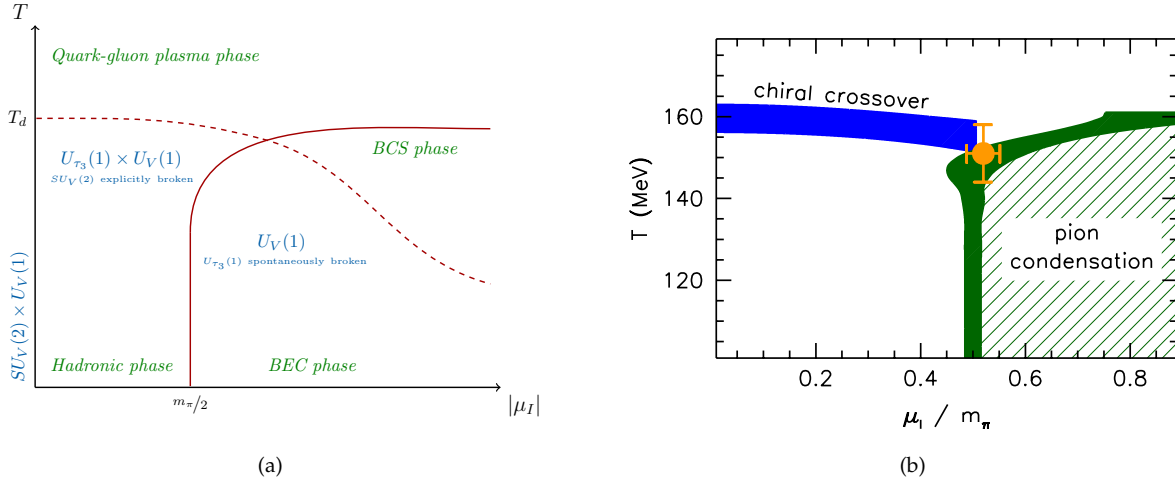 T
Quark-gluon plasma phase
T_d
U_{τ_3}(1) × U_V(1)
SU_V(2) explicitly broken
BCS phase
U_V(1)
U_{τ_3}(1) spontaneously broken
SU_V(2) × U_V(1)
Hadronic phase
BEC phase
m_π/2
|μ_I|
(a)
chiral crossover
160
140
120
T (MeV)
pion
condensation
0.2
0.4
0.6
0.8
μ_I / m_π
(b)